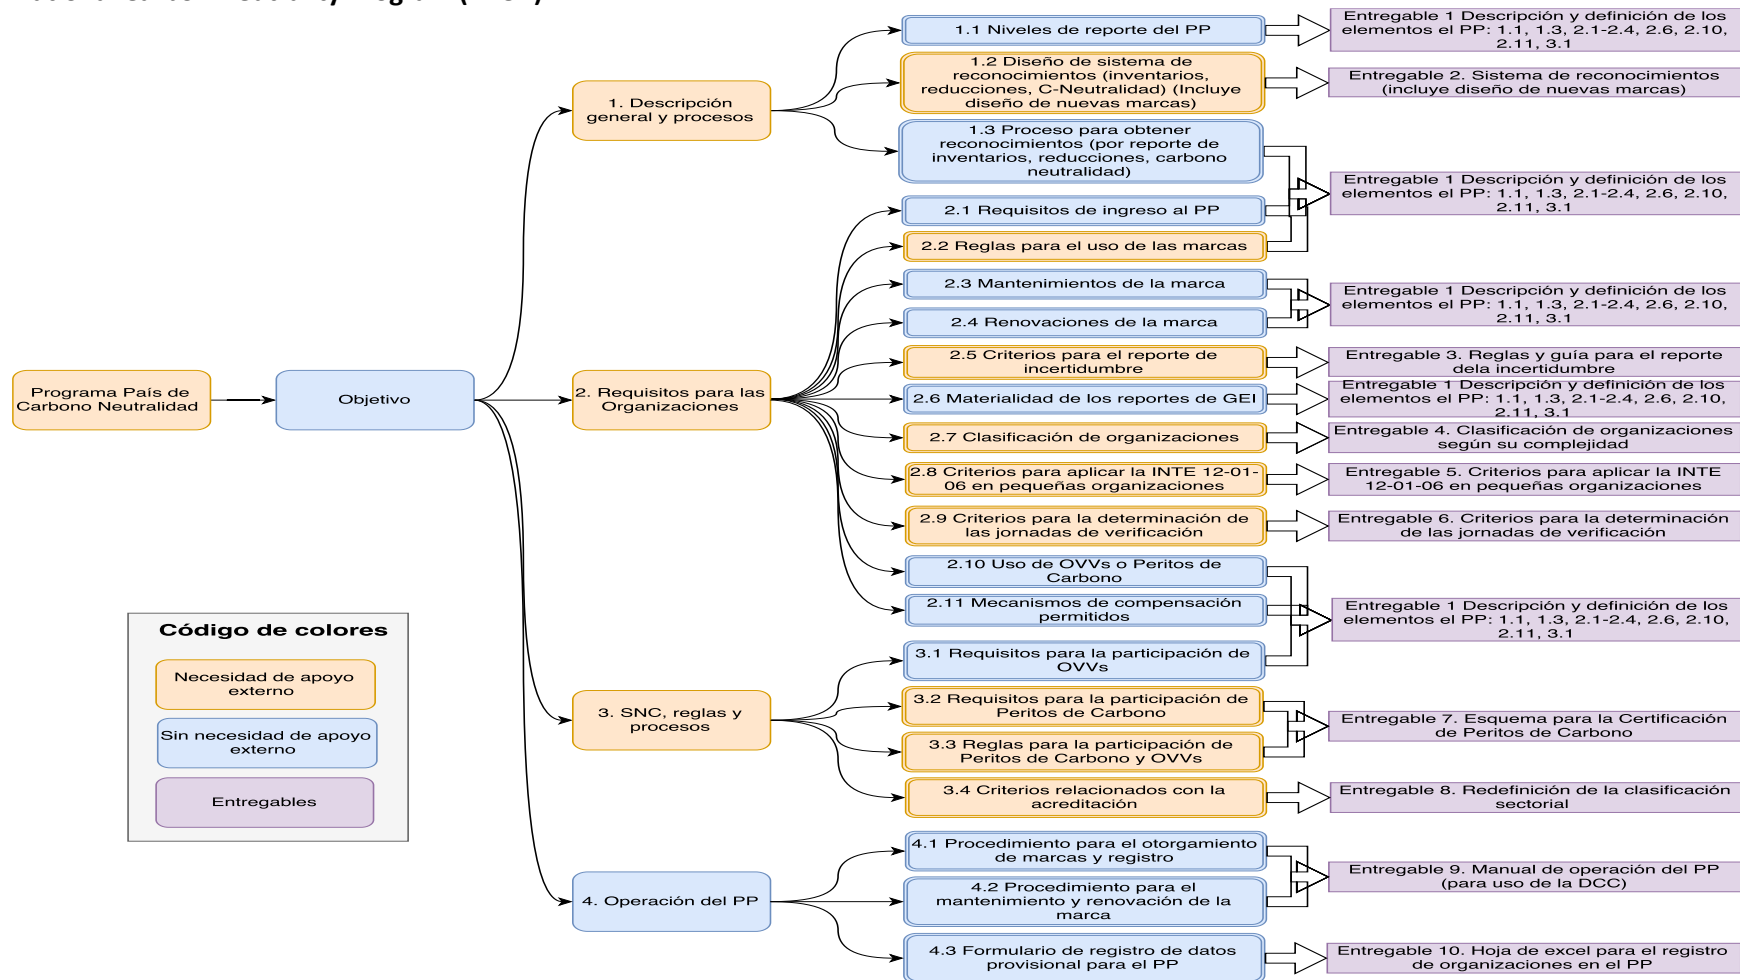 Programa País de
Carbono Neutralidad
Objetivo
1. Descripción
general y procesos
2. Requisitos para las
Organizaciones
3. SNC, reglas y
procesos
4. Operación del PP
1.1 Niveles de reporte del PP
1.2 Diseño de sistema de
reconocimientos (inventarios,
reducciones, C-Neutralidad) (Incluye
diseño de nuevas marcas)
1.3 Proceso para obtener
reconocimientos (por reporte de
inventarios, reducciones, carbono
neutralidad)
2.1 Requisitos de ingreso al PP
2.2 Reglas para el uso de las marcas
2.3 Mantenimientos de la marca
2.4 Renovaciones de la marca
2.5 Criterios para el reporte de
incertidumbre
2.6 Materialidad de los reportes de GEI
2.7 Clasificación de organizaciones
2.8 Criterios para aplicar la INTE 12-01-
06 en pequeñas organizaciones
2.9 Criterios para la determinación de
las jornadas de verificación
2.10 Uso de OVVs o Peritos de
Carbono
2.11 Mecanismos de compensación
permitidos
3.1 Requisitos para la participación de
OVVs
3.2 Requisitos para la participación de
Peritos de Carbono
3.3 Reglas para la participación de
Peritos de Carbono y OVVs
3.4 Criterios relacionados con la
acreditación
4.1 Procedimiento para el otorgamiento
de marcas y registro
4.2 Procedimiento para el
mantenimiento y renovación de la
marca
4.3 Formulario de registro de datos
provisional para el PP
Entregable 1 Descripción y definición de los
elementos el PP: 1.1, 1.3, 2.1-2.4, 2.6, 2.10,
2.11, 3.1
Entregable 2. Sistema de reconocimientos
(incluye diseño de nuevas marcas)
Entregable 1 Descripción y definición de los
elementos el PP: 1.1, 1.3, 2.1-2.4, 2.6, 2.10,
2.11, 3.1
Entregable 1 Descripción y definición de los
elementos el PP: 1.1, 1.3, 2.1-2.4, 2.6, 2.10,
2.11, 3.1
Entregable 3. Reglas y guía para el reporte
dela incertidumbre
Entregable 1 Descripción y definición de los
elementos el PP: 1.1, 1.3, 2.1-2.4, 2.6, 2.10,
2.11, 3.1
Entregable 4. Clasificación de organizaciones
según su complejidad
Entregable 5. Criterios para aplicar la INTE
12-01-06 en pequeñas organizaciones
Entregable 6. Criterios para la determinación
de las jornadas de verificación
Entregable 1 Descripción y definición de los
elementos el PP: 1.1, 1.3, 2.1-2.4, 2.6, 2.10,
2.11, 3.1
Entregable 7. Esquema para la Certificación
de Peritos de Carbono
Entregable 8. Redefinición de la clasificación
sectorial
Entregable 9. Manual de operación del PP
(para uso de la DCC)
Entregable 10. Hoja de excel para el registro
de organizaciones en el PP
Código de colores
Necesidad de apoyo
externo
Sin necesidad de apoyo
externo
Entregables